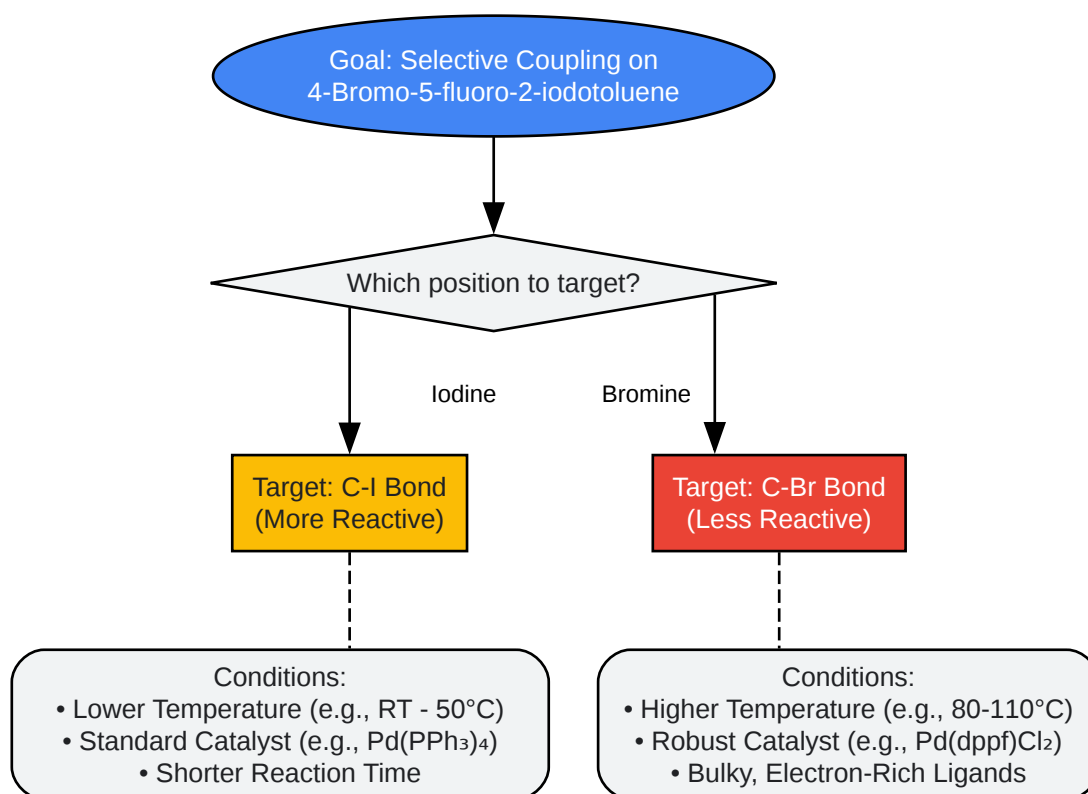 Goal: Selective Coupling on
4-Bromo-5-fluoro-2-iodotoluene
Which position to target?
Iodine
Bromine
Target: C-I Bond
(More Reactive)
Target: C-Br Bond
(Less Reactive)
Conditions:
• Lower Temperature (e.g., RT - 50°C)
• Standard Catalyst (e.g., Pd(PPh₃)₄)
• Shorter Reaction Time
Conditions:
• Higher Temperature (e.g., 80-110°C)
• Robust Catalyst (e.g., Pd(dppf)Cl₂)
• Bulky, Electron-Rich Ligands